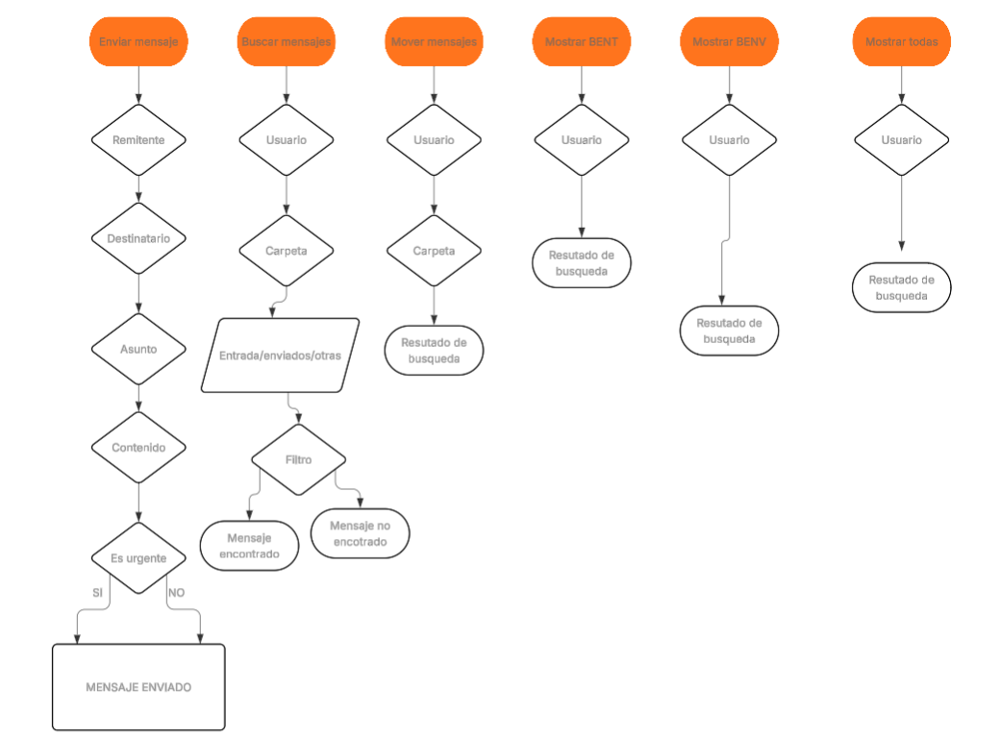 Enviar mensaje
Buscar mensajes
Mover mensajes
Mostrar BENT
Mostrar BENV
Mostrar todas
Remitente
Usuario
Usuario
Usuario
Usuario
Usuario
Destinatario
Carpeta
Carpeta
Resutado de
busqueda
Resutado de
busqueda
Resutado de
busqueda
Resutado de
busqueda
Asunto
Entrada/enviados/otras
Contenido
Filtro
Mensaje
encontrado
Mensaje no
encotrado
Es urgente
SI
NO
MENSAJE ENVIADO